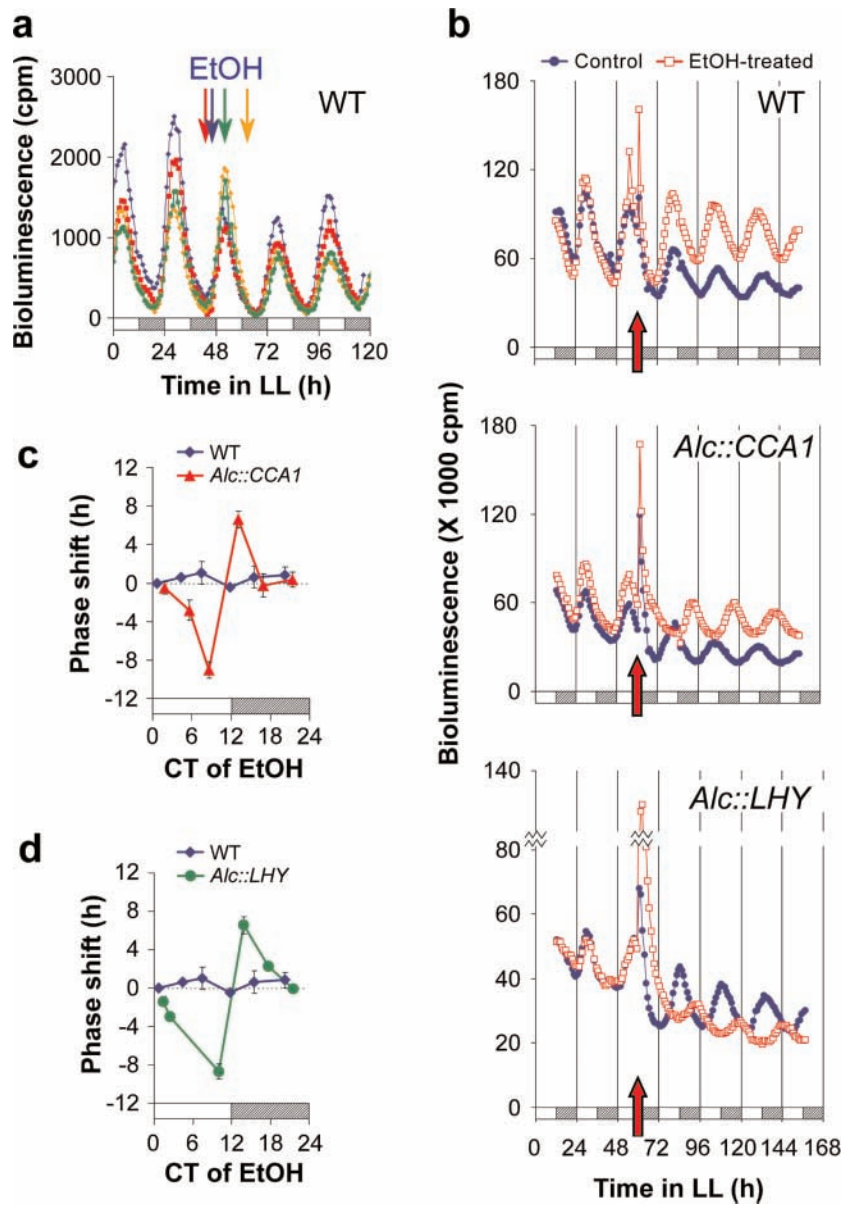 a
EtOH
WT
Bioluminescence (cpm)
3000
2000
1000
0
0 24 48 72 96 120
Time in LL (h)
b
Control EtOH-treated
WT
180
120
60
0
Alc::CCA1
180
120
60
0
Bioluminescence (X 1000 cpm)
Alc::LHY
140
80
60
40
20
0
0 24 48 72 96 120 144 168
Time in LL (h)
c
WT
Alc::CCA1
Phase shift (h)
12
8
4
0
-4
-8
-12
0 6 12 18 24
CT of EtOH
d
WT
Alc::LHY
Phase shift (h)
12
8
4
0
-4
-8
-12
0 6 12 18 24
CT of EtOH